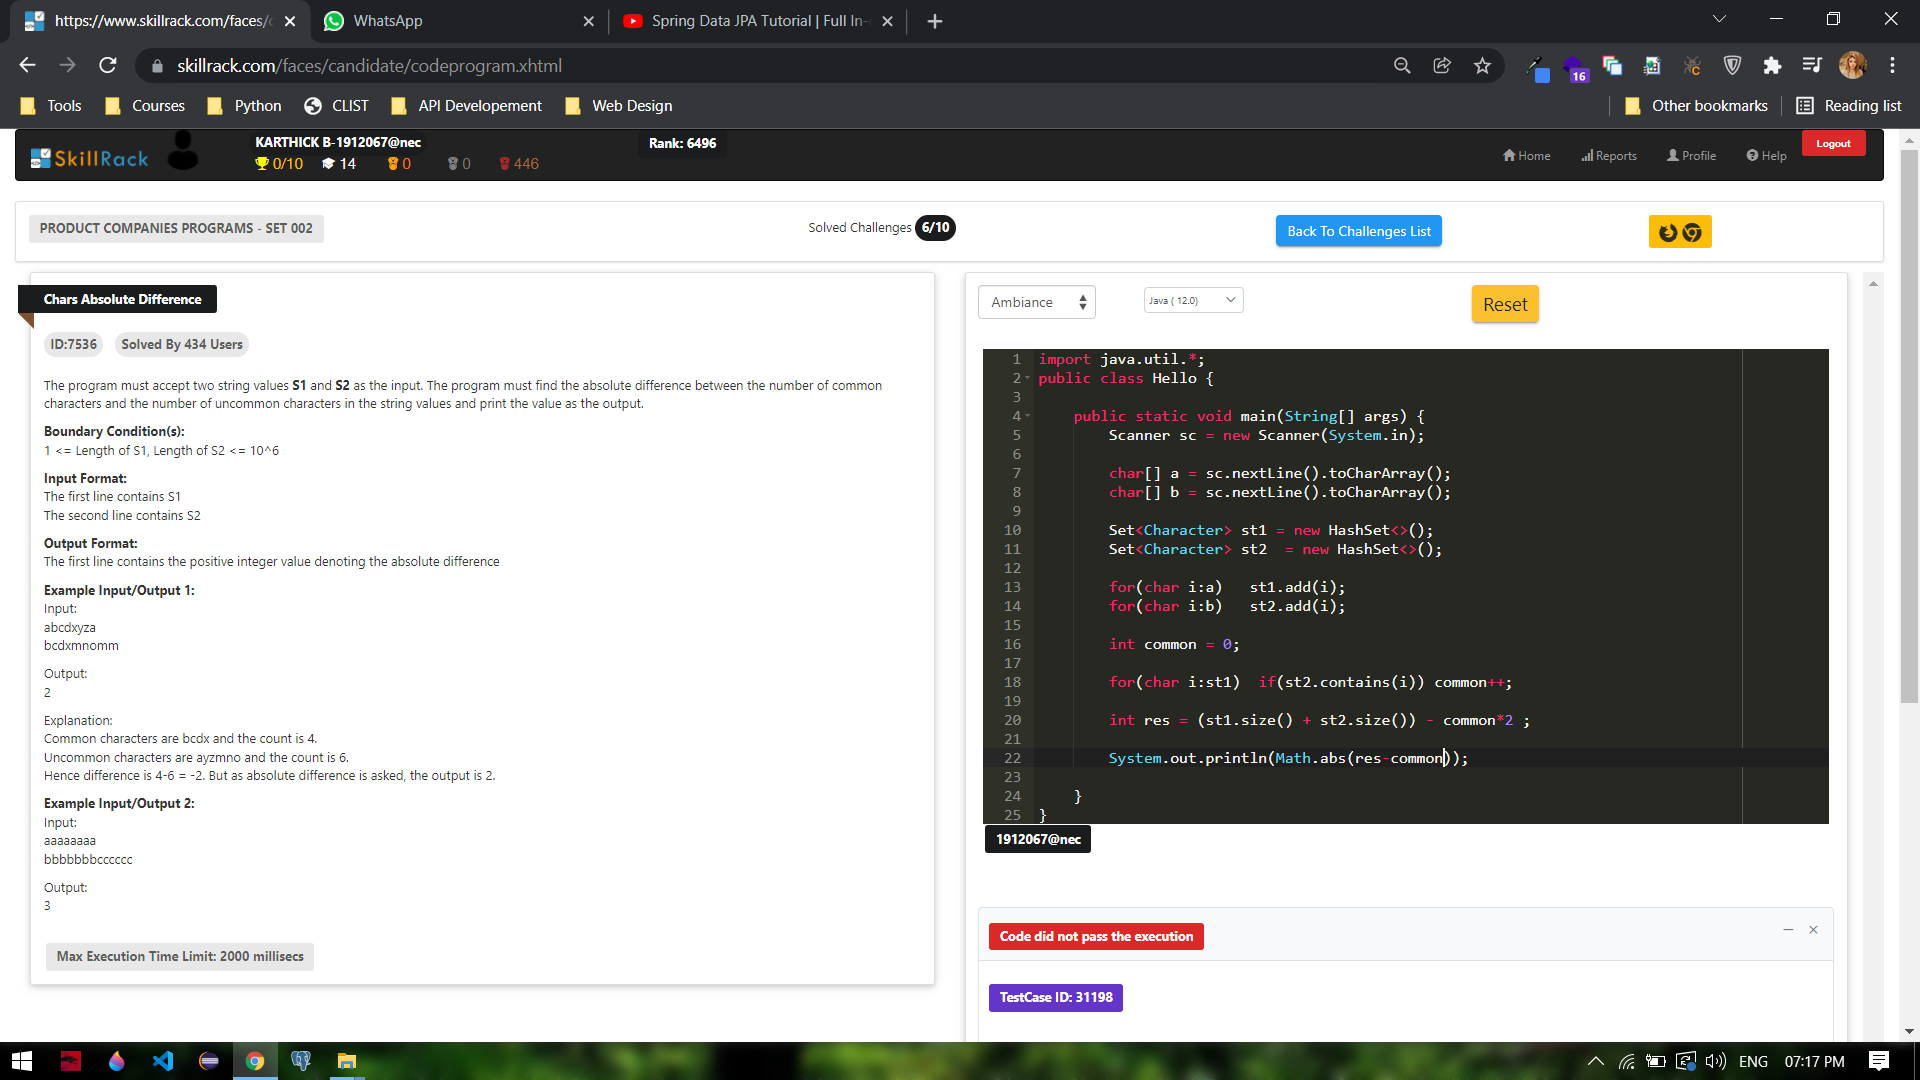 https://www.skillrack.com/faces/c
WhatsApp
Spring Data JPA Tutorial | Full In-
skillrack.com/faces/candidate/codeprogram.xhtml
16
Tools
Courses
Python
CLIST
API Developement
Web Design
Other bookmarks
Reading list
SkillRack
KARTHICK B-1912067@nec
0/10
14
0
0
446
Rank: 6496
Home
Reports
Profile
Help
Logout
PRODUCT COMPANIES PROGRAMS - SET 002
Solved Challenges 6/10
Back To Challenges List
Chars Absolute Difference
ID:7536
Solved By 434 Users
The program must accept two string values S1 and S2 as the input. The program must find the absolute difference between the number of common
characters and the number of uncommon characters in the string values and print the value as the output.
Boundary Condition(s):
1 <= Length of S1, Length of S2 <= 10^6
Input Format:
The first line contains S1
The second line contains S2
Output Format:
The first line contains the positive integer value denoting the absolute difference
Example Input/Output 1:
Input:
abcdxyza
bcdxmnomm
Output:
2
Explanation:
Common characters are bcdx and the count is 4.
Uncommon characters are ayzmno and the count is 6.
Hence difference is 4-6 = -2. But as absolute difference is asked, the output is 2.
Example Input/Output 2:
Input:
aaaaaaaa
bbbbbbbcccccc
Output:
3
Max Execution Time Limit: 2000 millisecs
Ambiance
Java ( 12.0)
Reset
1 import java.util.*;
2 public class Hello {
3
4 public static void main(String[] args) {
5 Scanner sc = new Scanner(System.in);
6
7 char[] a = sc.nextLine().toCharArray();
8 char[] b = sc.nextLine().toCharArray();
9
10 Set<Character> st1 = new HashSet<>();
11 Set<Character> st2  = new HashSet<>();
12
13 for(char i:a)   st1.add(i);
14 for(char i:b)   st2.add(i);
15
16 int common = 0;
17
18 for(char i:st1)  if(st2.contains(i)) common++;
19
20 int res = (st1.size() + st2.size()) - common*2 ;
21
22 System.out.println(Math.abs(res-common));
23
24 }
25 }
1912067@nec
Code did not pass the execution
TestCase ID: 31198
ENG
07:17 PM